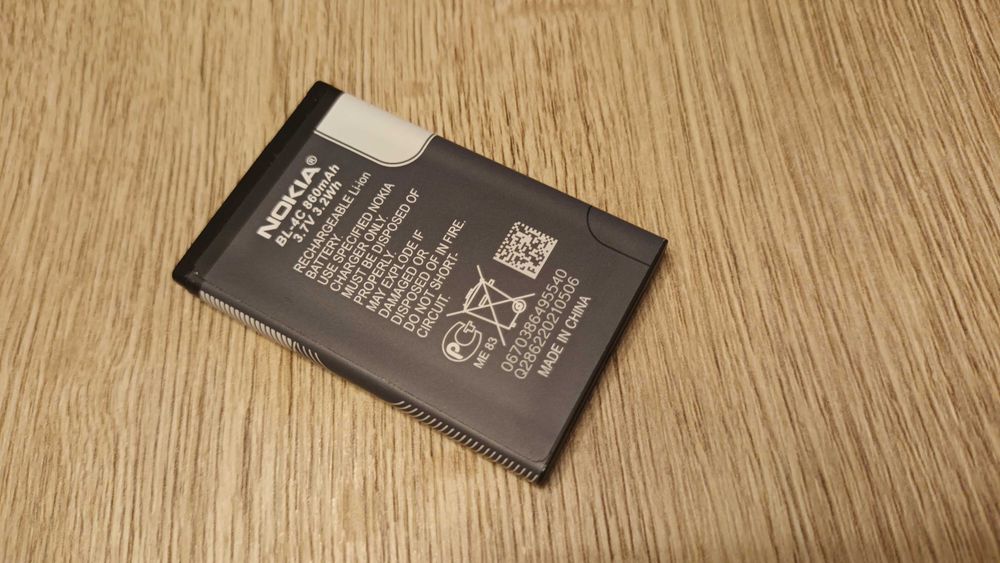 NOKIA®
BL-4C 860mAh
3.7V 3.2Wh
RECHARGEABLE Li-ion
BATTERY.
USE SPECIFIED NOKIA
CHARGER ONLY.
MUST BE DISPOSED OF
PROPERLY.
MAY EXPLODE IF
DAMAGED OR
DISPOSED OF IN FIRE.
DO NOT SHORT-
CIRCUIT.
PCT
ME 83
0670386495540
Q286220210506
MADE IN CHINA